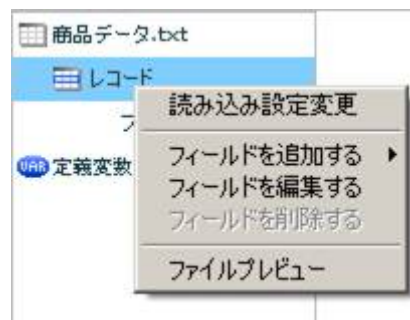 商品データ.txt
レコード
フ
読み込み設定変更
フィールドを追加する
フィールドを編集する
フィールドを削除する
ファイルプレビュー
VAR 定義変数